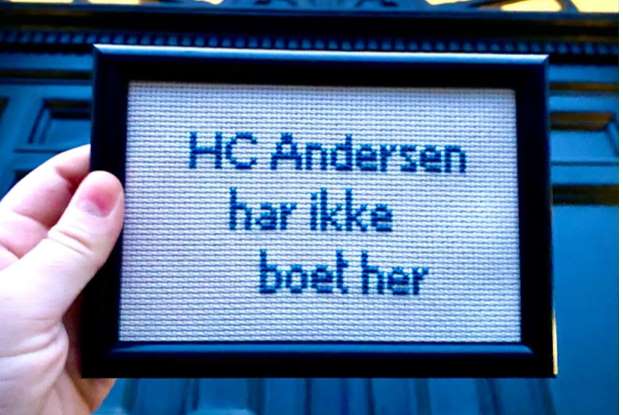 HC Andersen
har ikke
boet her